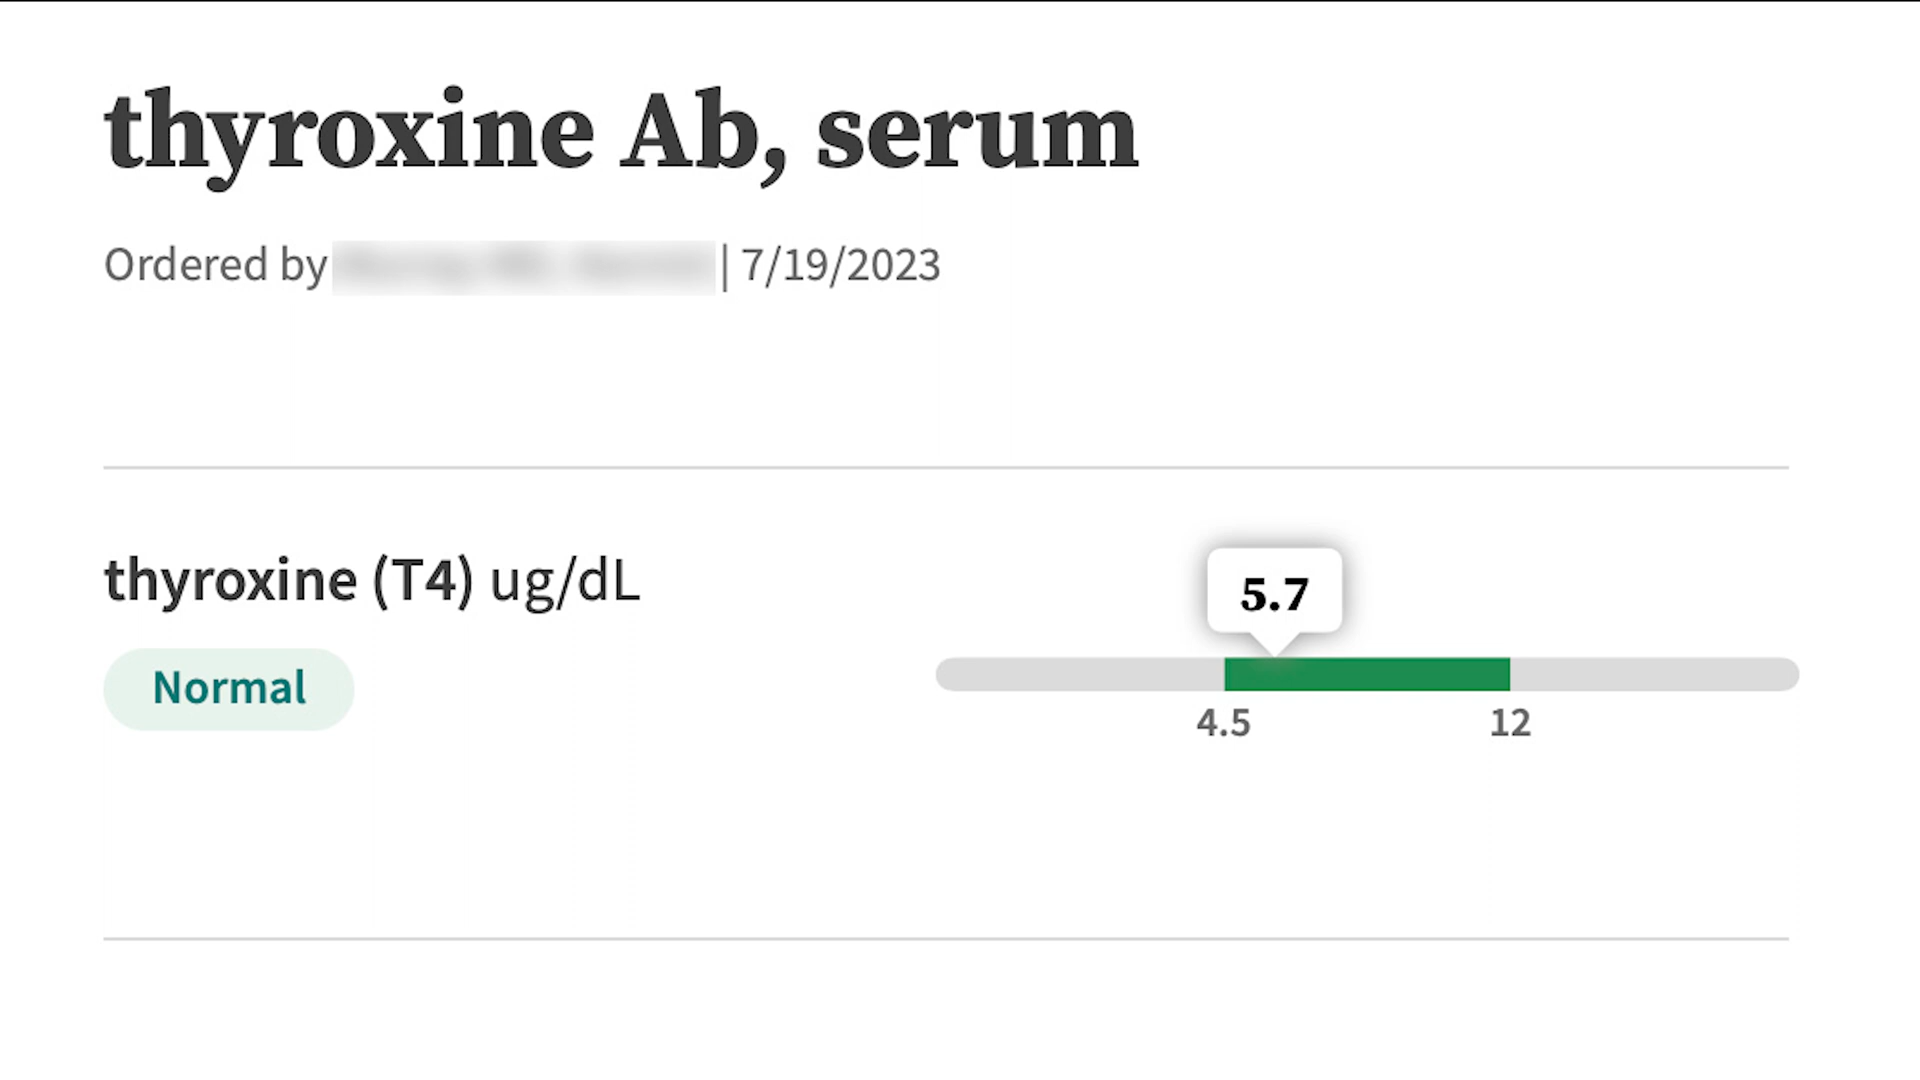 thyroxine Ab, serum
Ordered by | 7/19/2023
thyroxine (T4) ug/dL
5.7
Normal
4.5 12